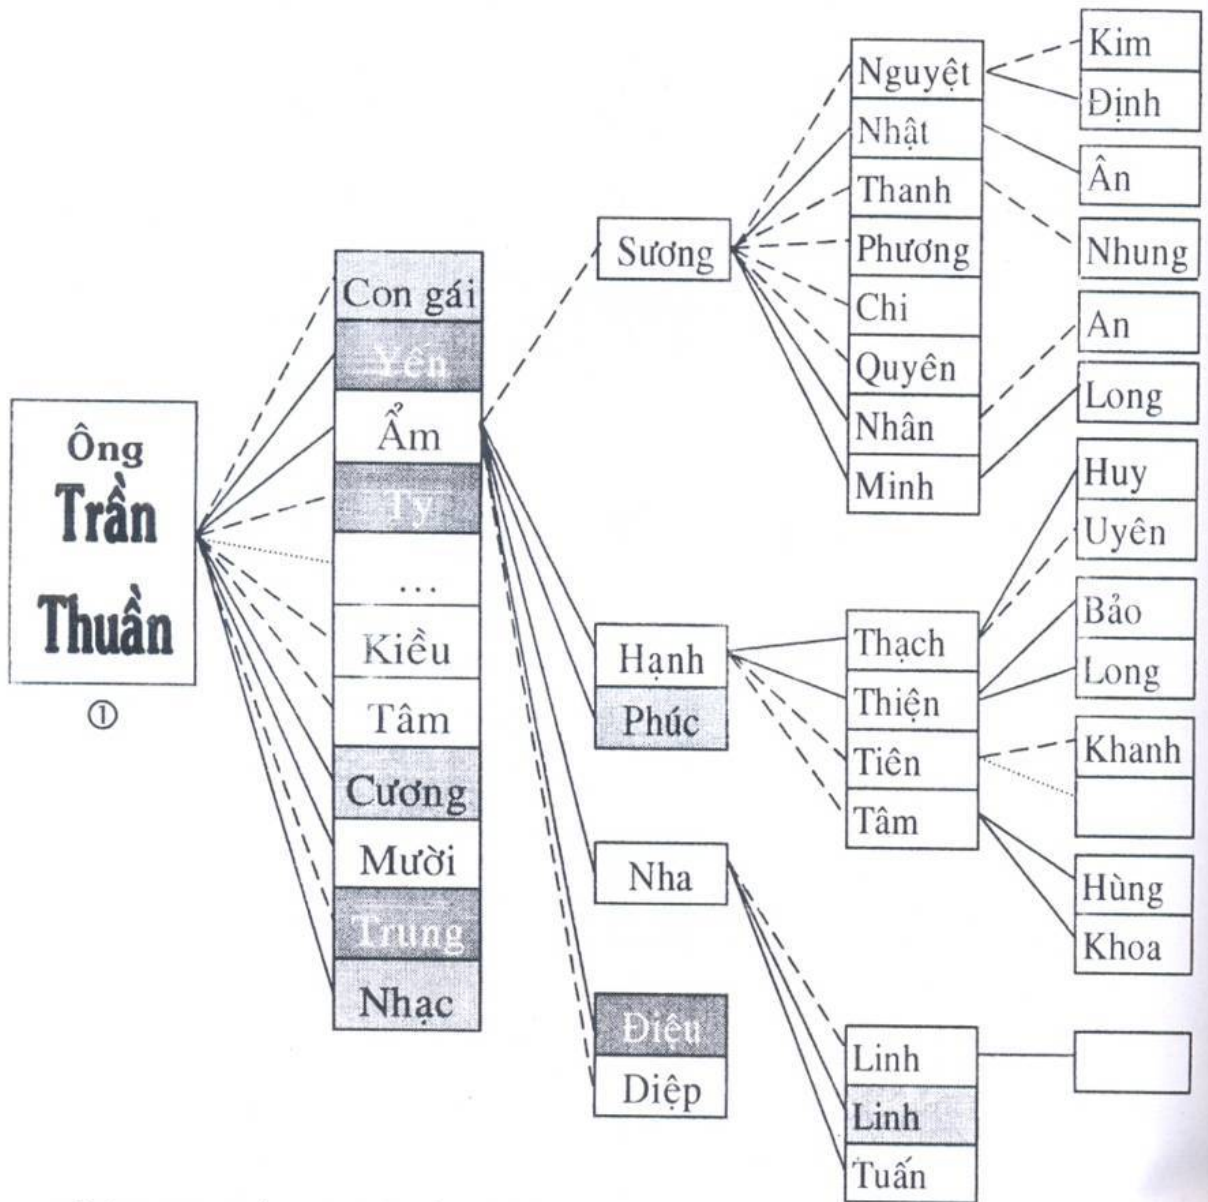 Ông
Trần
Thuần
①
Con gái
Yến
Ẩm
Tý
...
Kiều
Tâm
Cương
Mười
Trung
Nhạc
Sương
Hạnh
Phúc
Nha
Điệu
Diệp
Nguyệt
Nhật
Thanh
Phương
Chi
Quyên
Nhân
Minh
Thạch
Thiện
Tiên
Tâm
Linh
Linh
Tuấn
Kim
Định
Ân
Nhung
An
Long
Huy
Uyên
Bảo
Long
Khanh
Hùng
Khoa